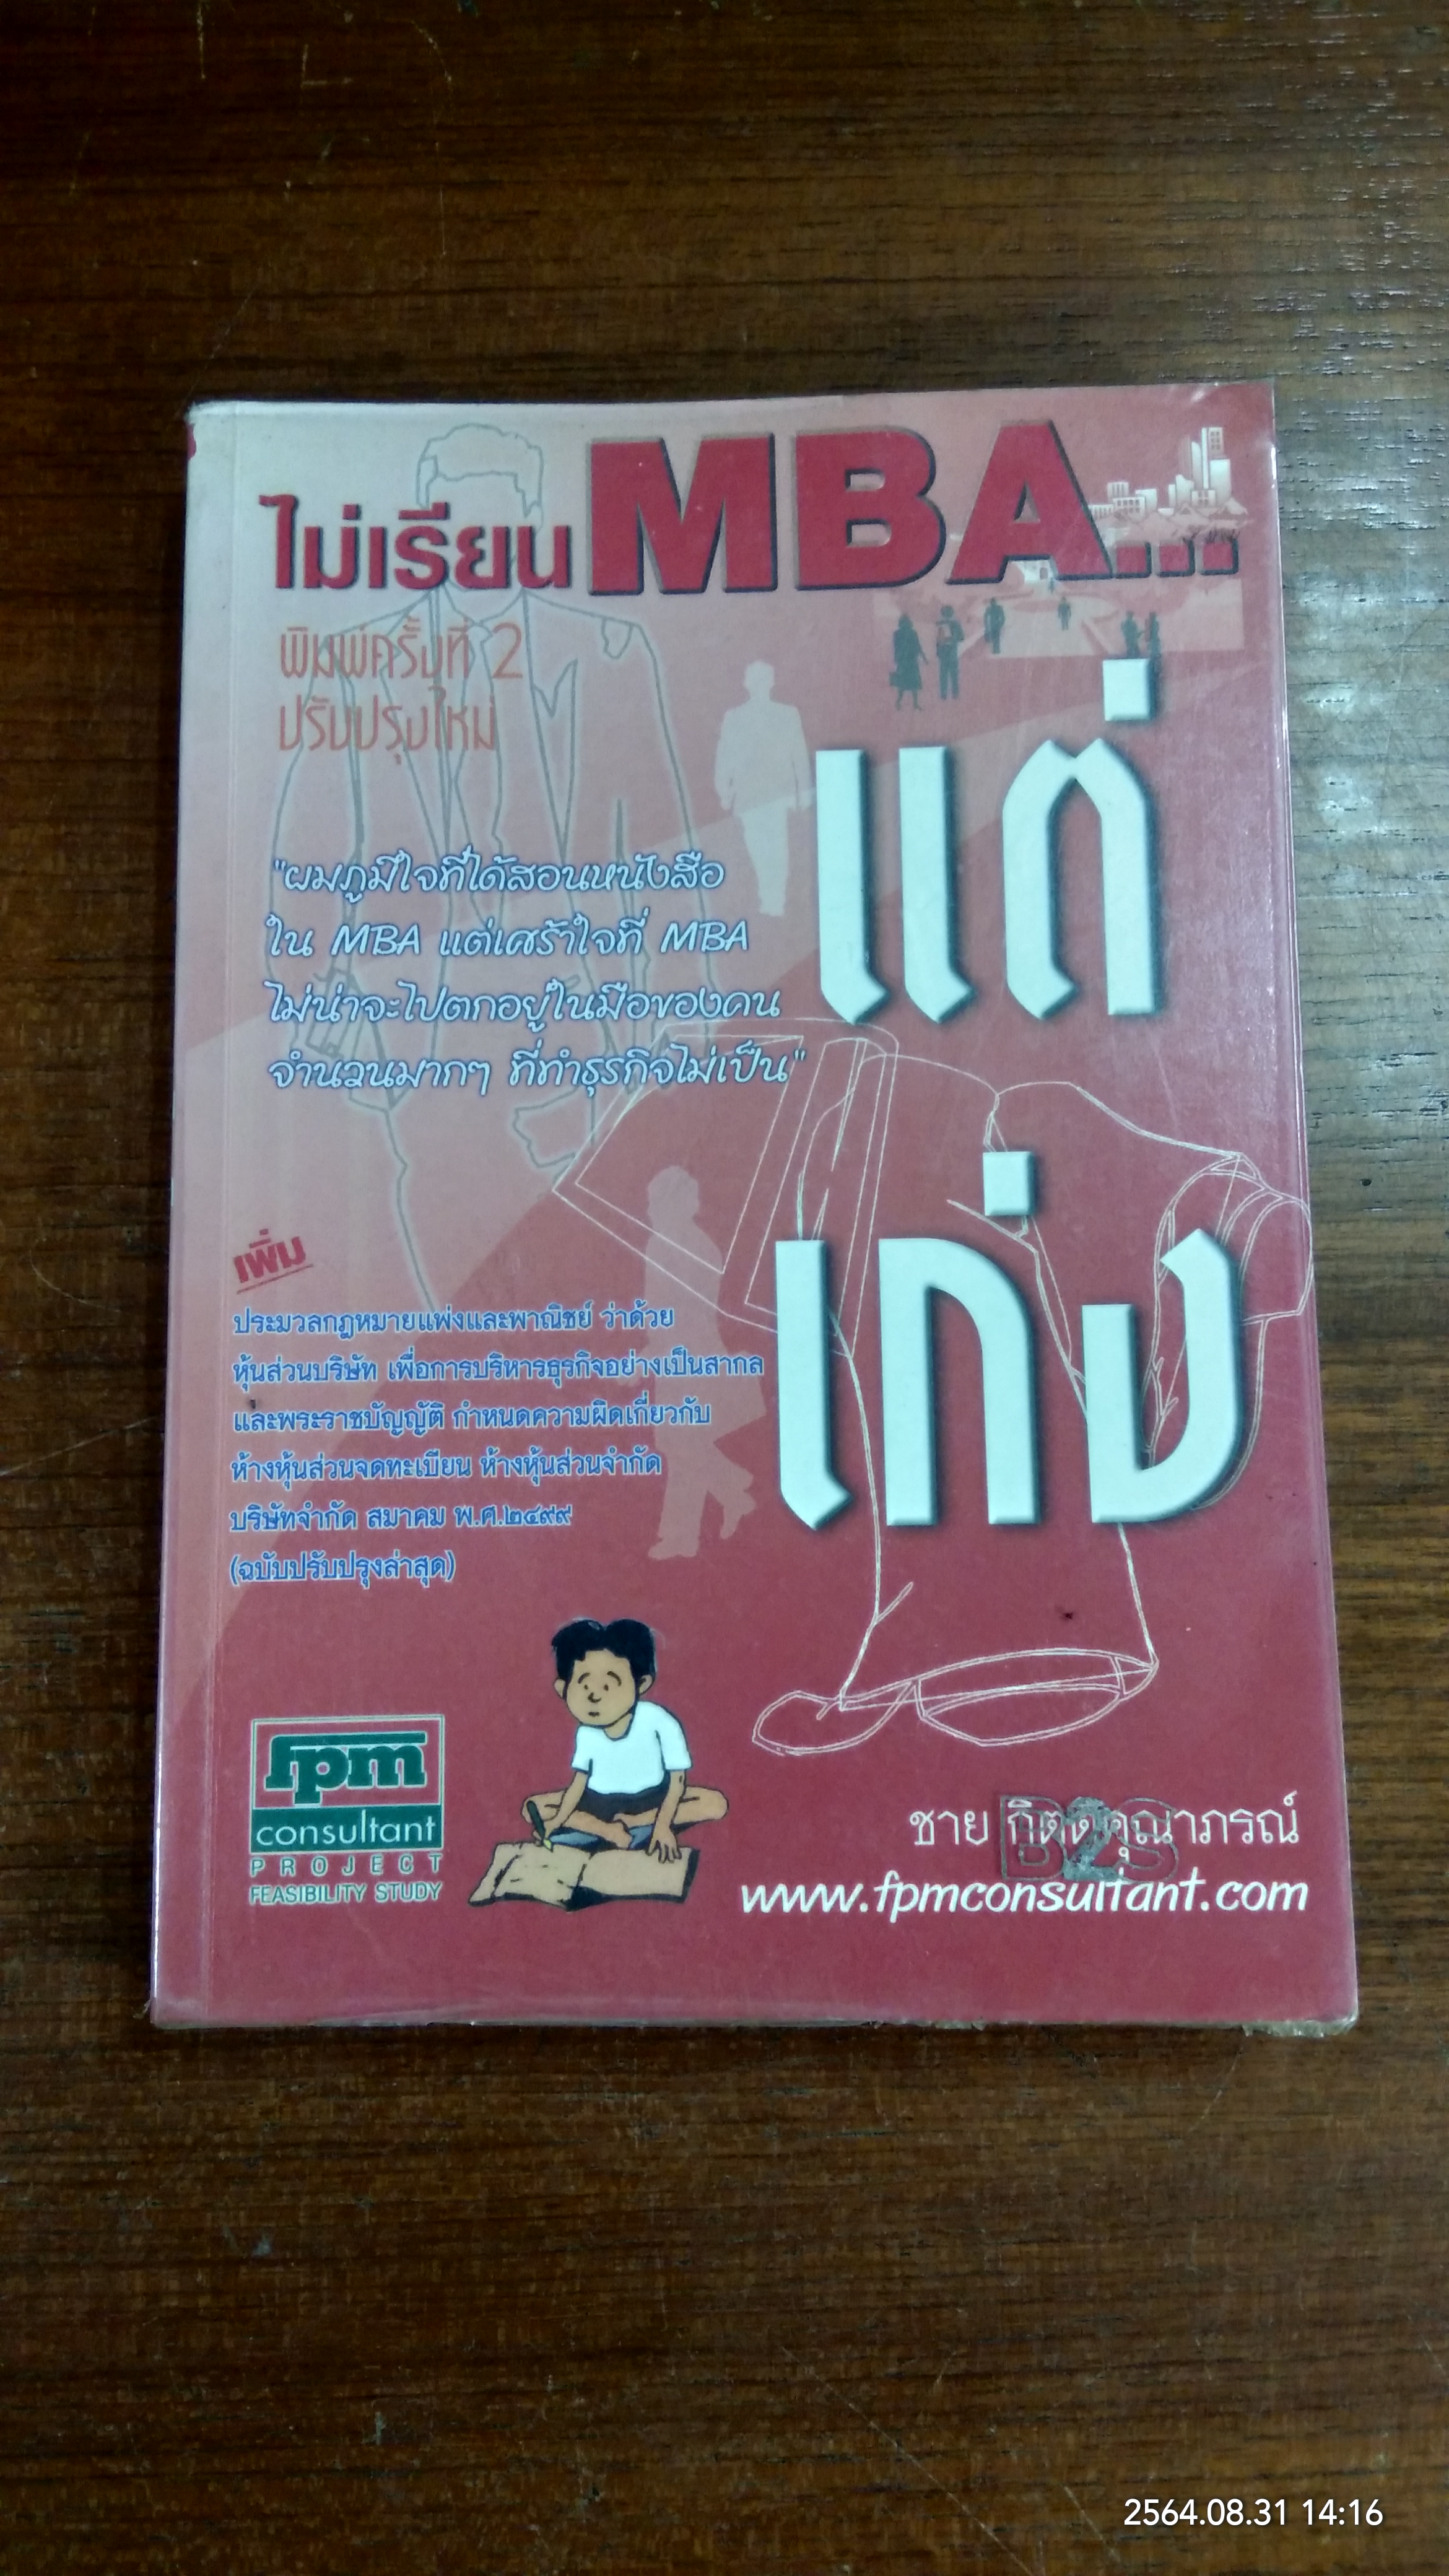 ไม่เรียน MBA...
พิมพ์ครั้งที่ 2
ปรับปรุงใหม่
แต่
"ผมภูมิใจที่ได้สอนหนังสือ
ใน MBA แต่เศร้าใจที่ MBA
ไม่น่าจะไปตกอยู่ในมือของคน
จำนวนมากๆ ที่ทำธุรกิจไม่เป็น"
เก่ง
เพิ่ม
ประมวลกฎหมายแพ่งและพาณิชย์ ว่าด้วย
หุ้นส่วนบริษัท เพื่อการบริหารธุรกิจอย่างเป็นสากล
และพระราชบัญญัติ กำหนดความผิดเกี่ยวกับ
ห้างหุ้นส่วนจดทะเบียน ห้างหุ้นส่วนจำกัด
บริษัทจำกัด สมาคม พ.ศ.๒๔๙๙
(ฉบับปรับปรุงล่าสุด)
fpm
consultant
PROJECT
FEASIBILITY STUDY
ชาย กิตติคุณาภรณ์
B2S
www.fpmconsultant.com
2564.08.31 14:16